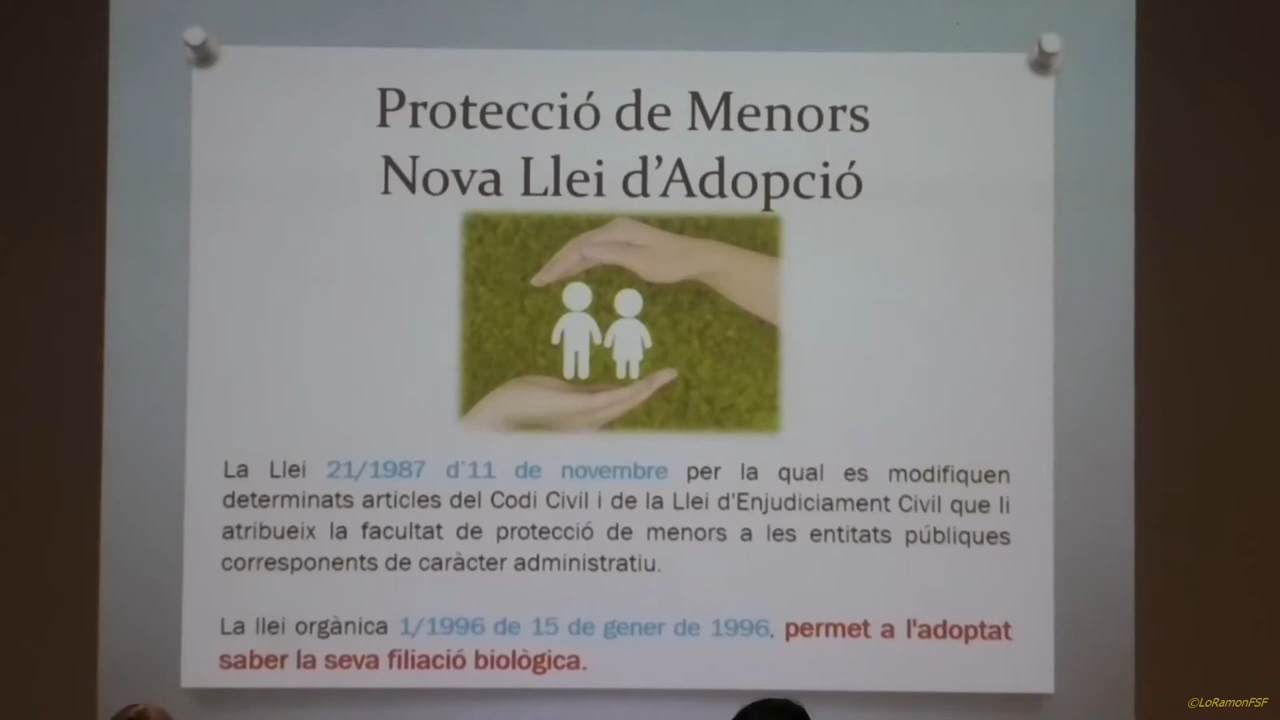 Protecció de Menors
Nova Llei d’Adopció
La Llei 21/1987 d'11 de novembre per la qual es modifiquen
determinats articles del Codi Civil i de la Llei d'Enjudiciament Civil que li
atribueix la facultat de protecció de menors a les entitats públiques
corresponents de caràcter administratiu.
La llei orgànica 1/1996 de 15 de gener de 1996, permet a l'adoptat
saber la seva filiació biològica.
©LoRamonFSF